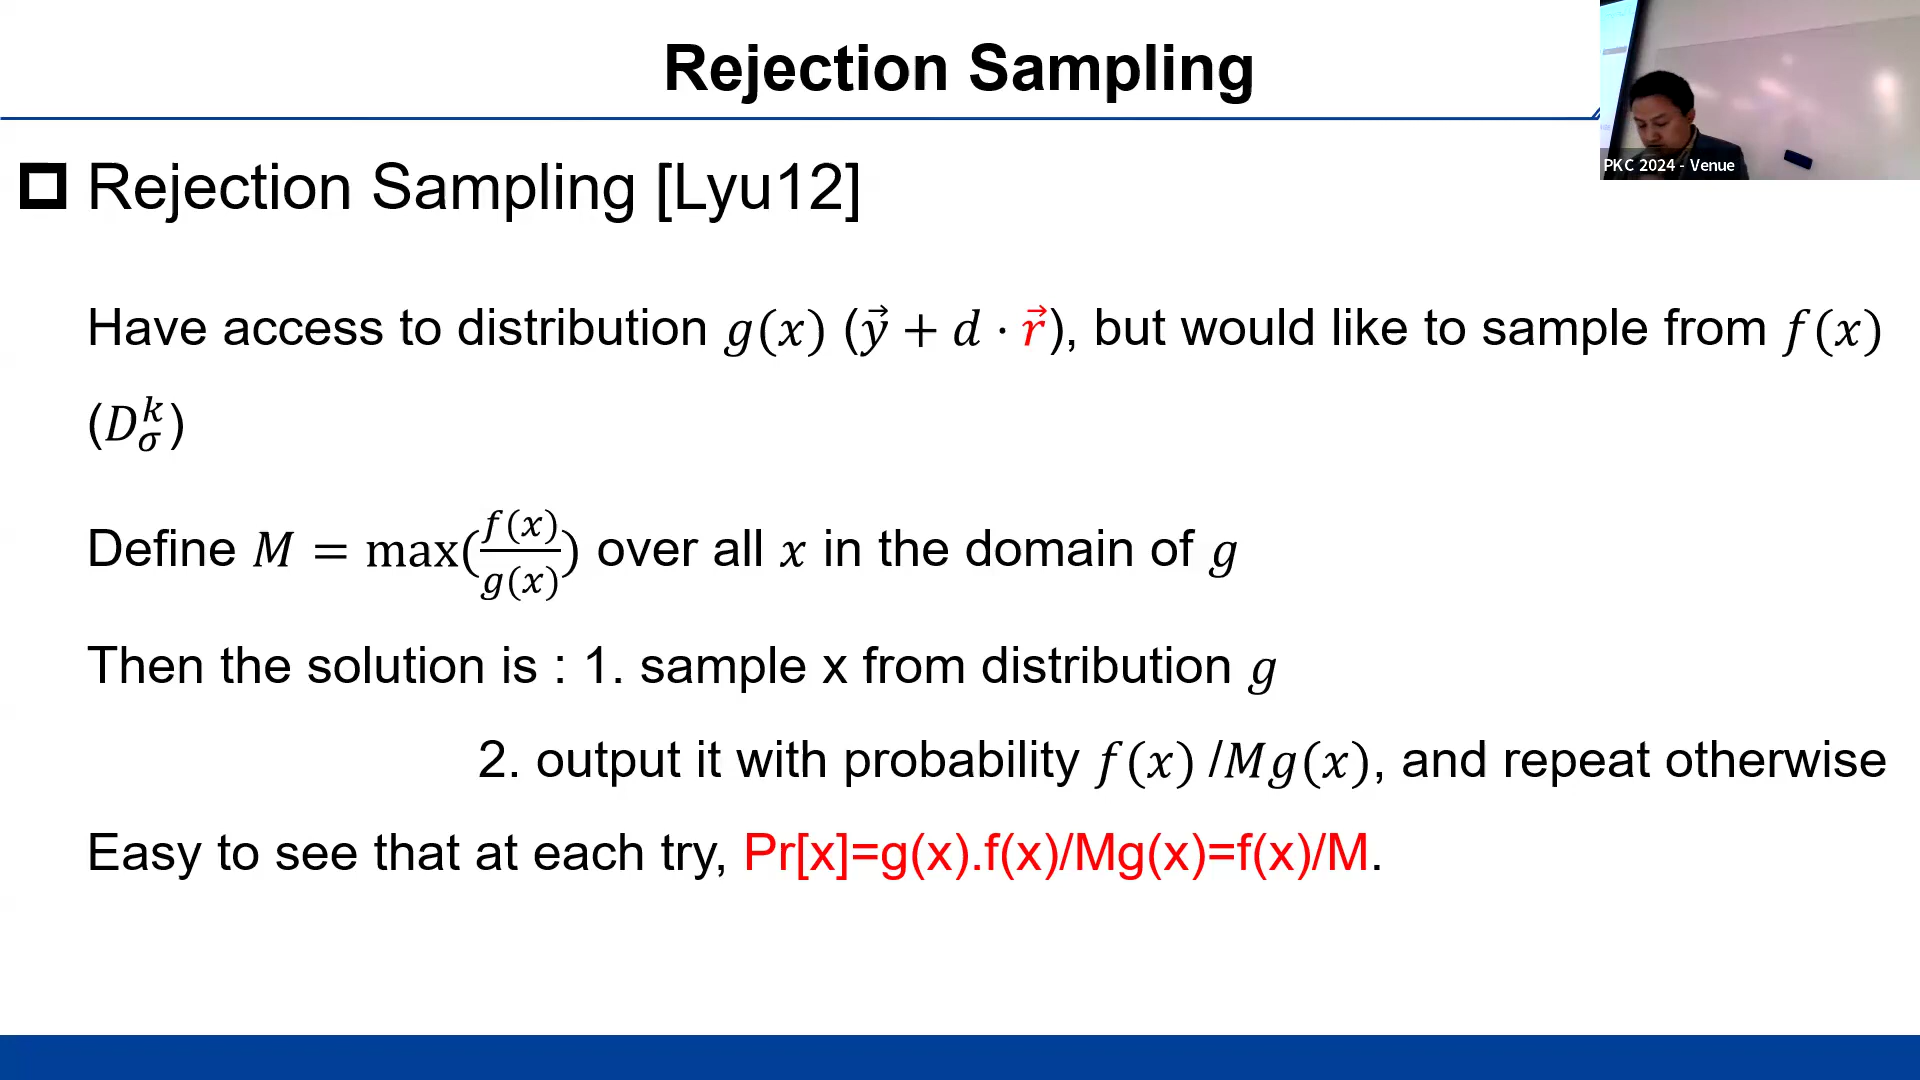 Rejection Sampling
PKC 2024 - Venue
Rejection Sampling [Lyu12]
Have access to distribution g(x) (y⃗ + d · r⃗), but would like to sample from f(x)
(D_σ^k)
Define M = max(f(x)/g(x)) over all x in the domain of g
Then the solution is : 1. sample x from distribution g
2. output it with probability f(x) /Mg(x), and repeat otherwise
Easy to see that at each try, Pr[x]=g(x).f(x)/Mg(x)=f(x)/M.